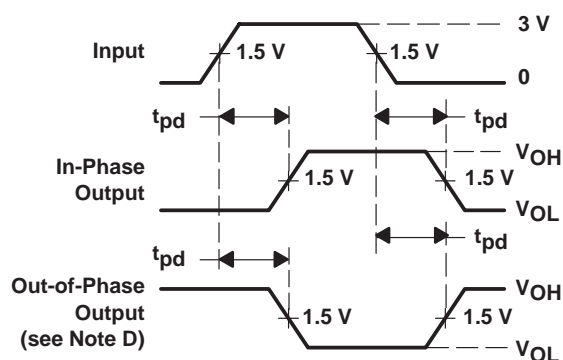 3 V
Input
1.5 V
1.5 V
0
tpd
tpd
VOH
In-Phase
Output
1.5 V
1.5 V
VOL
tpd
tpd
Out-of-Phase
Output
(see Note D)
VOH
1.5 V
1.5 V
VOL